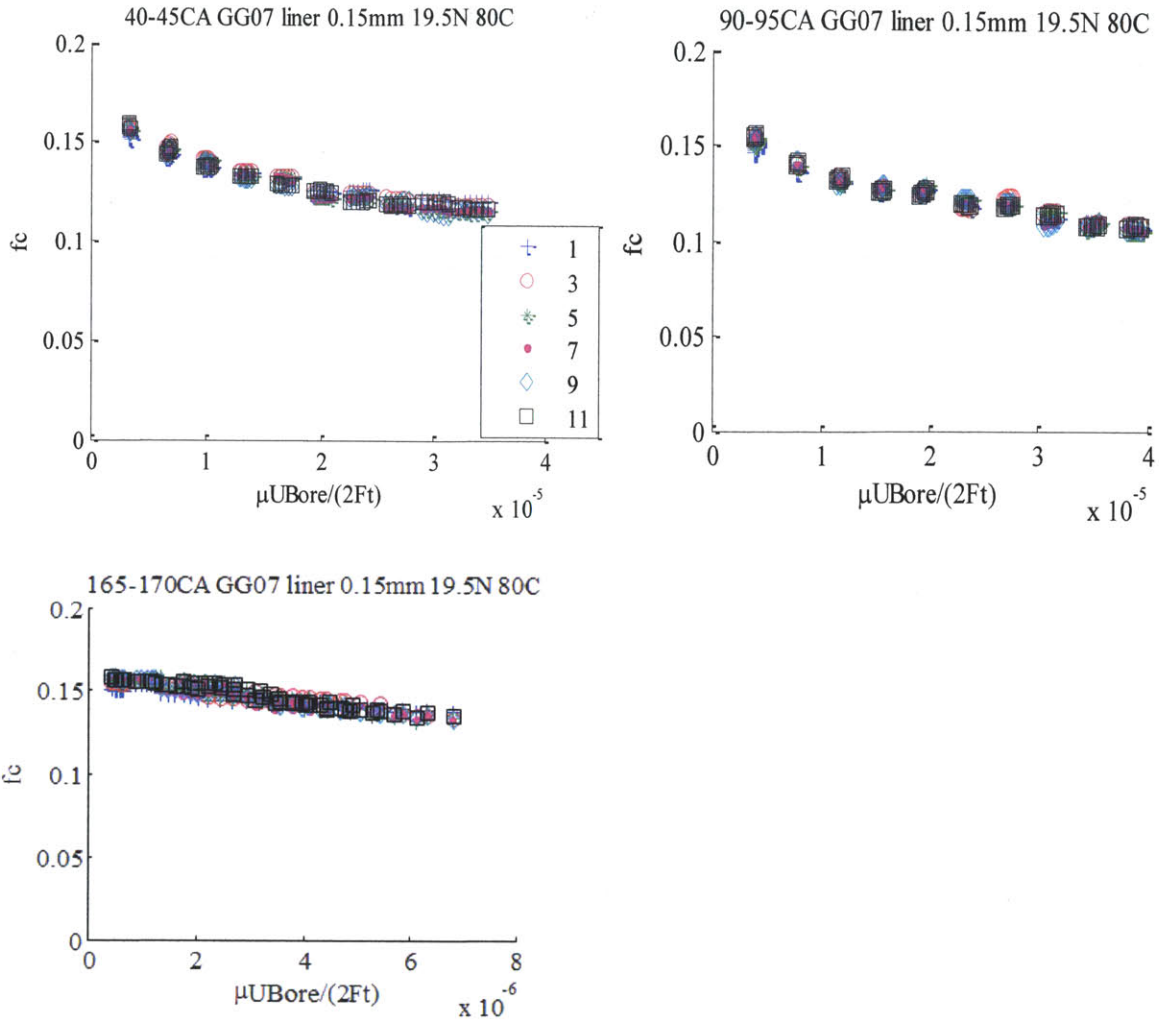 40-45CA GG07 liner 0.15mm 19.5N 80C
0.2
0.15
0.1
0.05
0
fc
1
3
5
7
9
11
0 1 2 3 4
μUBore/(2Ft)
x 10-5
90-95CA GG07 liner 0.15mm 19.5N 80C
0.2
0.15
0.1
0.05
0
fc
0 1 2 3 4
μUBore/(2Ft)
x 10-5
165-170CA GG07 liner 0.15mm 19.5N 80C
0.2
0.15
0.1
0.05
0
fc
0 2 4 6 8
μUBore/(2Ft)
x 10-6